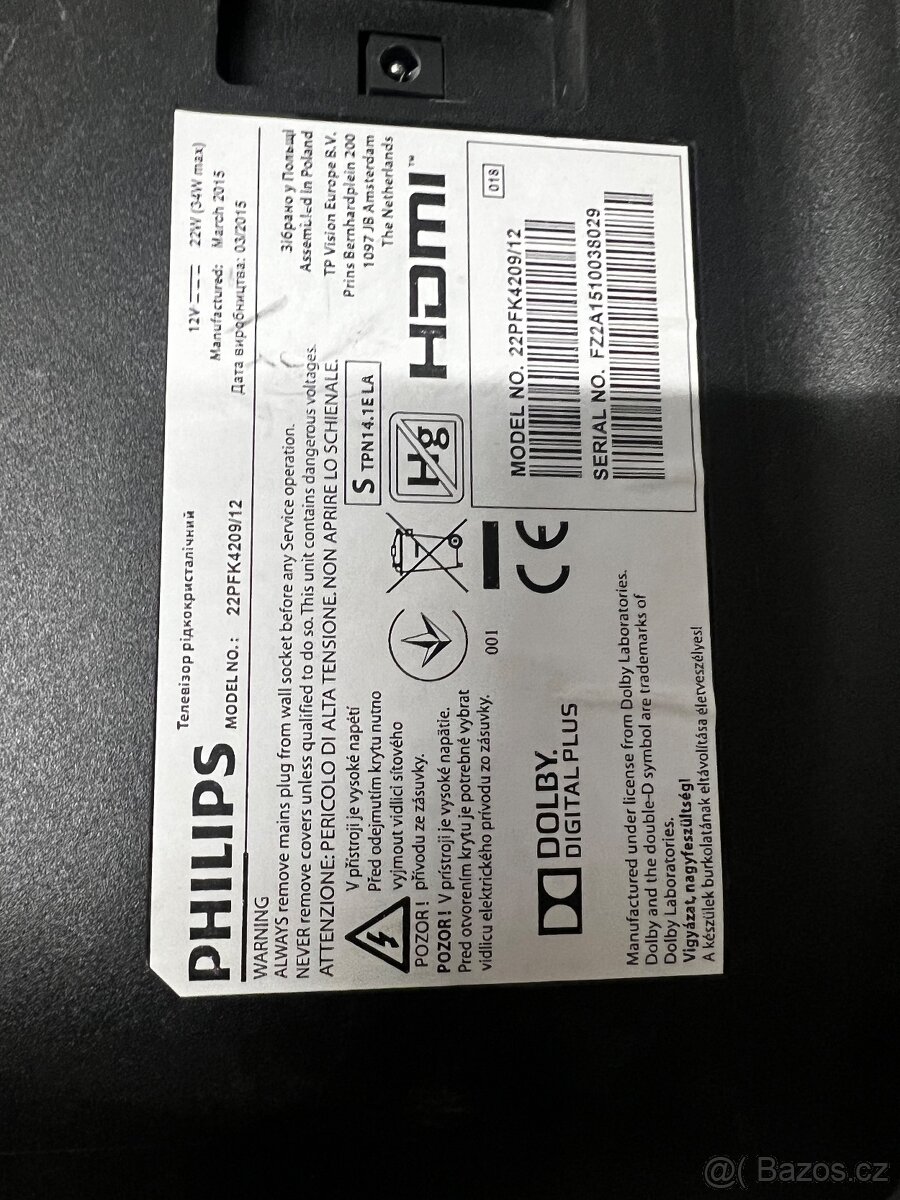 PHILIPS
Телевізор рідкокристалічний
MODEL NO.: 22PFK4209/12
12V 22W (34W max)
Manufactured: March 2015
Дата виробництва: 03/2015
WARNING
ALWAYS remove mains plug from wall socket before any Service operation.
NEVER remove covers unless qualified to do so. This unit contains dangerous voltages.
ATTENZIONE: PERICOLO DI ALTA TENSIONE. NON APRIRE LO SCHIENALE.
Зібрано у Польщі
Assembled in Poland
TP Vision Europe B.V.
Prins Bernhardplein 200
1097 JB Amsterdam
The Netherlands
V přístroji je vysoké napětí
Před odejmutím krytu nutno
vyjmout vidlici síťového
POZOR! přívodu ze zásuvky.
POZOR! V prístroji je vysoké napätie.
Pred otvorením krytu je potrebné vybrat
vidlicu elektrického prívodu zo zásuvky.
S TPN14.1E LA
Hg
001
HDMI™
DOLBY.
DIGITAL PLUS
CE
018
MODEL NO. 22PFK4209/12
SERIAL NO. FZ2A1510038029
Manufactured under license from Dolby Laboratories.
Dolby and the double-D symbol are trademarks of
Dolby Laboratories.
Vigyázat, nagyfeszültség!
A készülek burkolatának eltávolítása életveszélyes!
@( Bazos.cz